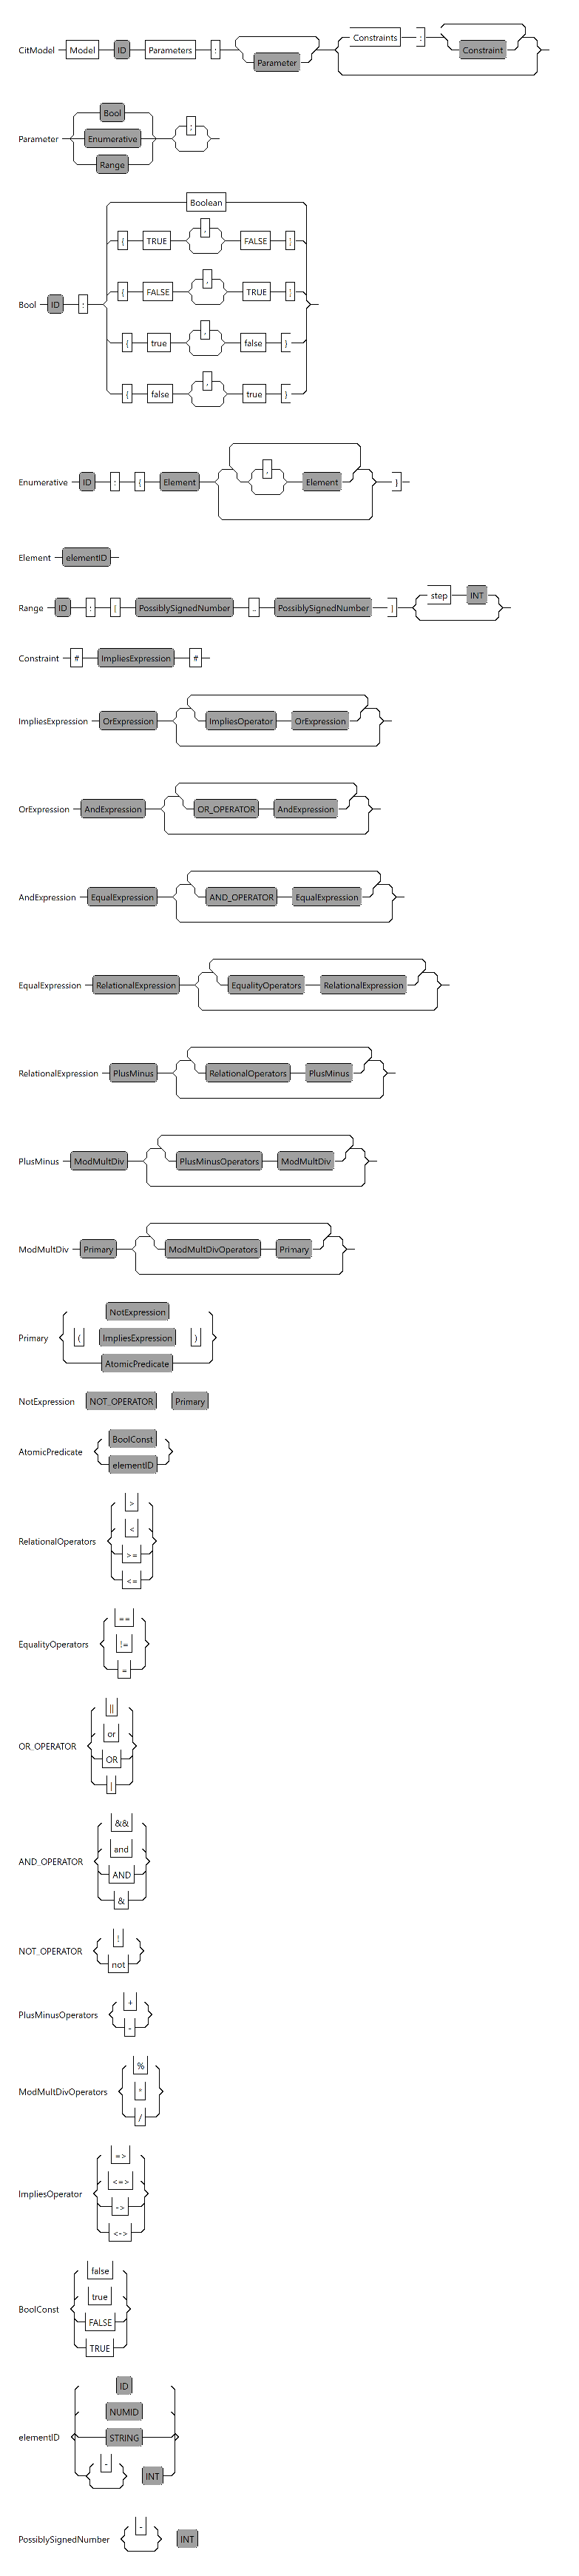 CitModel Model ID Parameters : Parameter Constraints : Constraint
Parameter Bool Enumerative Range ;
Bool ID : Boolean
{ TRUE , FALSE }
{ FALSE , TRUE }
{ true , false }
{ false , true }
Enumerative ID : { Element , Element }
Element elementID
Range ID : [ PossiblySignedNumber .. PossiblySignedNumber ] step INT
Constraint # ImpliesExpression #
ImpliesExpression OrExpression ImpliesOperator OrExpression
OrExpression AndExpression OR_OPERATOR AndExpression
AndExpression EqualExpression AND_OPERATOR EqualExpression
EqualExpression RelationalExpression EqualityOperators RelationalExpression
RelationalExpression PlusMinus RelationalOperators PlusMinus
PlusMinus ModMultDiv PlusMinusOperators ModMultDiv
ModMultDiv Primary ModMultDivOperators Primary
NotExpression
Primary ( ImpliesExpression )
AtomicPredicate
NotExpression NOT_OPERATOR Primary
AtomicPredicate BoolConst
elementID
RelationalOperators >
<
>=
<=
EqualityOperators ==
!=
=
OR_OPERATOR ||
or
OR
|
AND_OPERATOR &&
and
AND
&
NOT_OPERATOR !
not
PlusMinusOperators +
-
ModMultDivOperators %
*
/
ImpliesOperator =>
<=>
->
<->
BoolConst false
true
FALSE
TRUE
elementID ID
NUMID
STRING
- INT
PossiblySignedNumber - INT